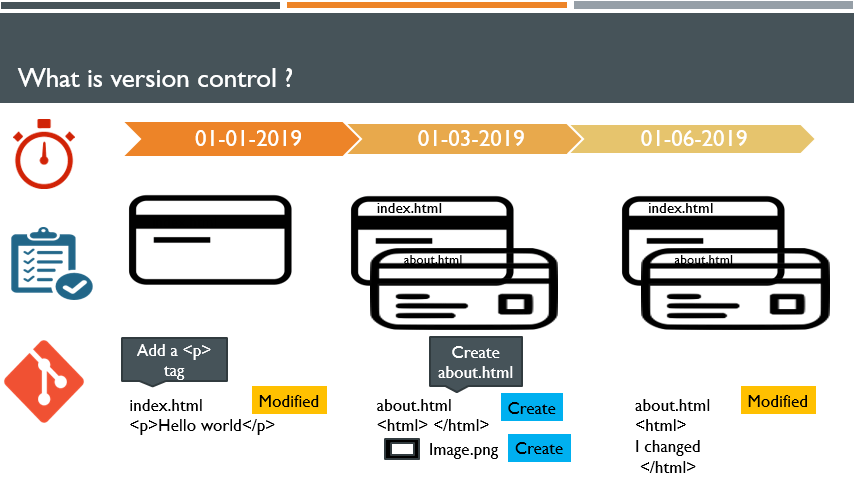 What is version control ?
01-01-2019
01-03-2019
01-06-2019
index.html
about.html
index.html
about.html
Add a <p>
tag
Create
about.html
index.html
Modified
<p>Hello world</p>
about.html
Create
<html> </html>
Image.png
Create
about.html
Modified
<html>
I changed
</html>